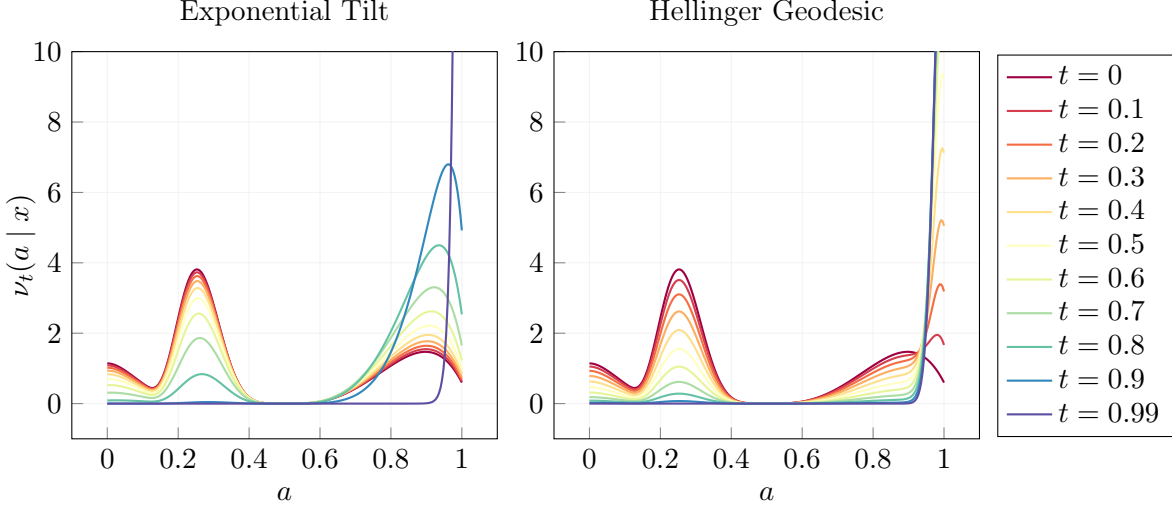 Exponential Tilt
Hellinger Geodesic
ν_t(a | x)
10
8
6
4
2
0
0 0.2 0.4 0.6 0.8 1
a
10
8
6
4
2
0
0 0.2 0.4 0.6 0.8 1
a
t = 0
t = 0.1
t = 0.2
t = 0.3
t = 0.4
t = 0.5
t = 0.6
t = 0.7
t = 0.8
t = 0.9
t = 0.99